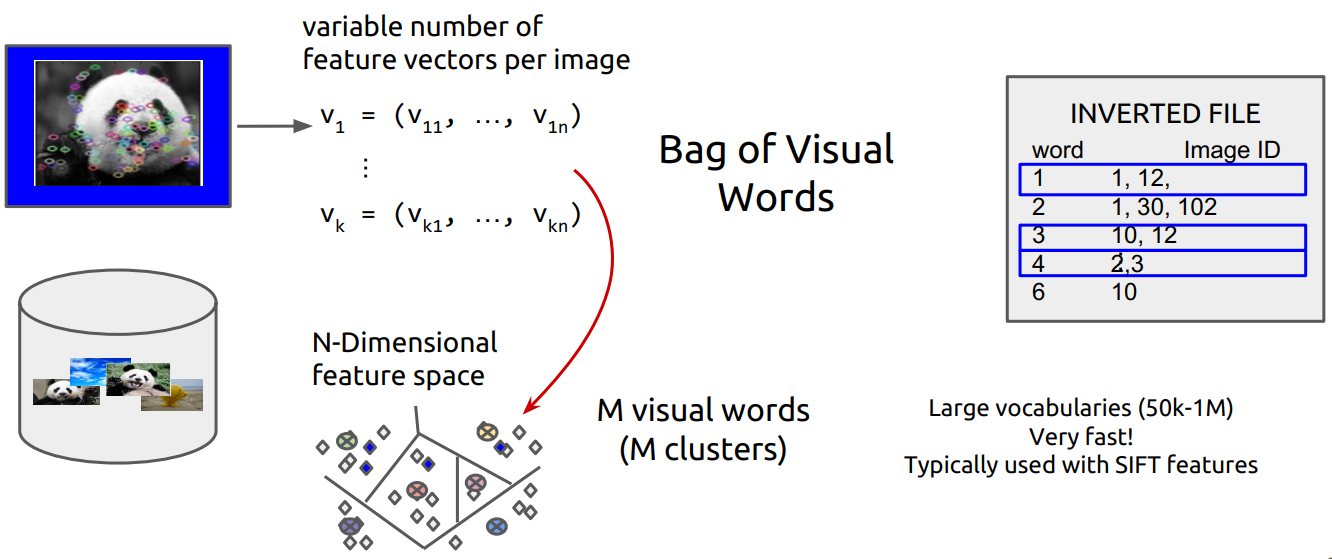 variable number of
feature vectors per image
v1 = (v11, ..., v1n)
⋮
vk = (vk1, ..., vkn)
Bag of Visual
Words
N-Dimensional
feature space
M visual words
(M clusters)
INVERTED FILE
word Image ID
1 1, 12,
2 1, 30, 102
3 10, 12
4 2,3
6 10
Large vocabularies (50k-1M)
Very fast!
Typically used with SIFT features